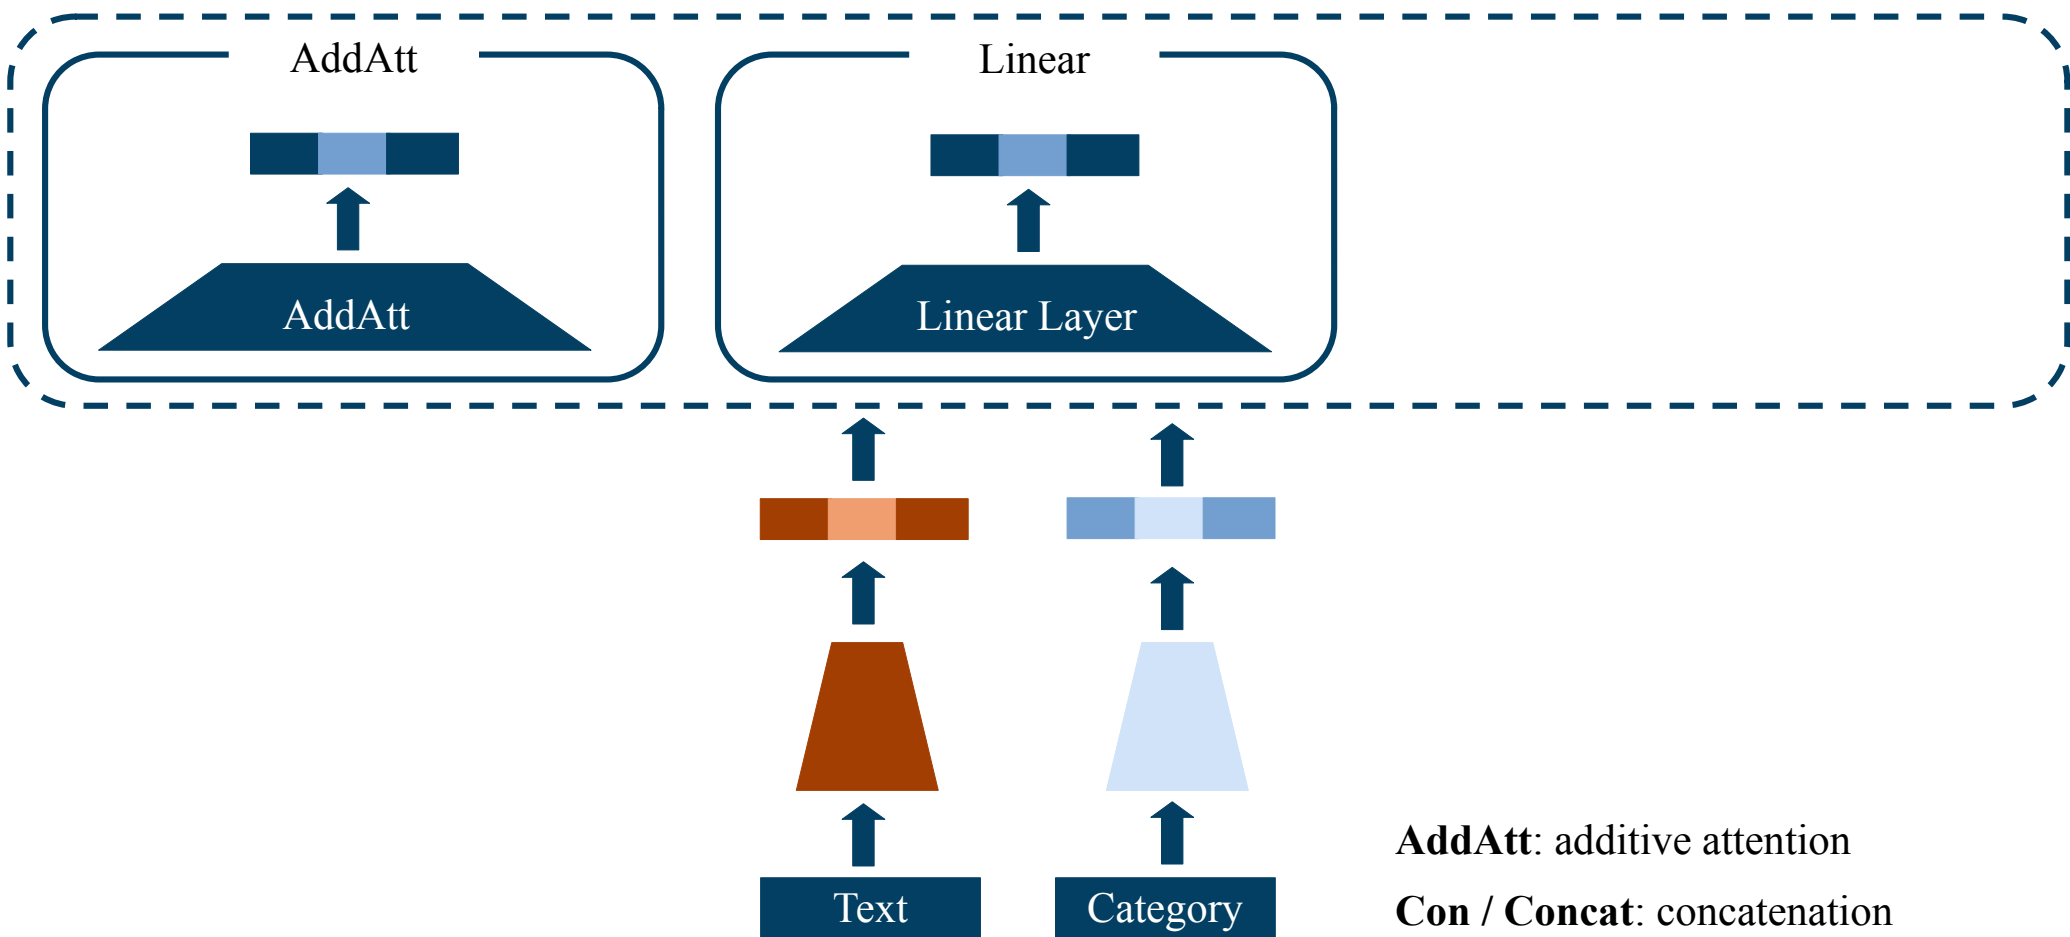 AddAtt
Linear
AddAtt
Linear Layer
AddAtt: additive attention
Text
Category
Con / Concat: concatenation